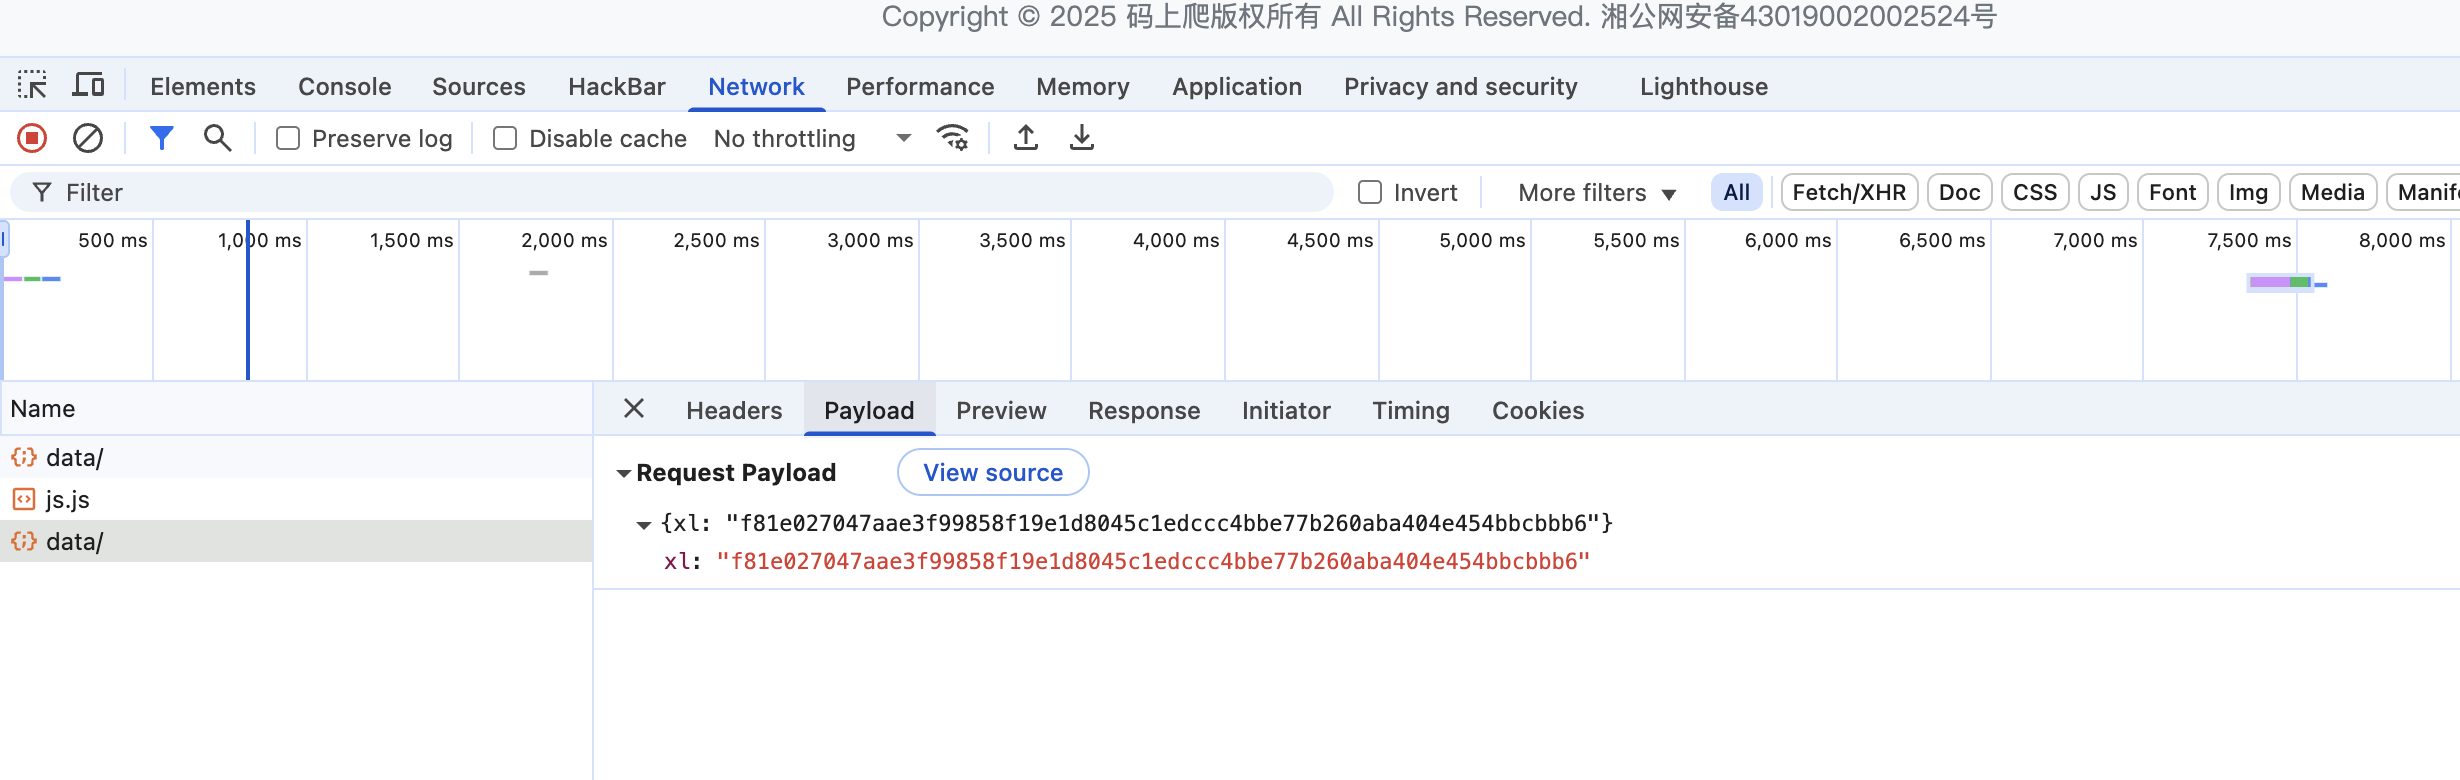 Copyright © 2025 码上爬版权所有 All Rights Reserved. 湘公网安备43019002002524号
Elements Console Sources HackBar Network Performance Memory Application Privacy and security Lighthouse
Preserve log Disable cache No throttling
Filter Invert More filters All Fetch/XHR Doc CSS JS Font Img Media Manife
500 ms 1,000 ms 1,500 ms 2,000 ms 2,500 ms 3,000 ms 3,500 ms 4,000 ms 4,500 ms 5,000 ms 5,500 ms 6,000 ms 6,500 ms 7,000 ms 7,500 ms 8,000 ms
Name Headers Payload Preview Response Initiator Timing Cookies
data/
js.js
data/
Request Payload View source
{xl: "f81e027047aae3f99858f19e1d8045c1edccc4bbe77b260aba404e454bbcbbb6"}
xl: "f81e027047aae3f99858f19e1d8045c1edccc4bbe77b260aba404e454bbcbbb6"